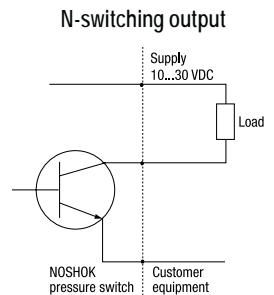 N-switching output
Supply
10...30 VDC
Load
NOSHOK
pressure switch
Customer
equipment